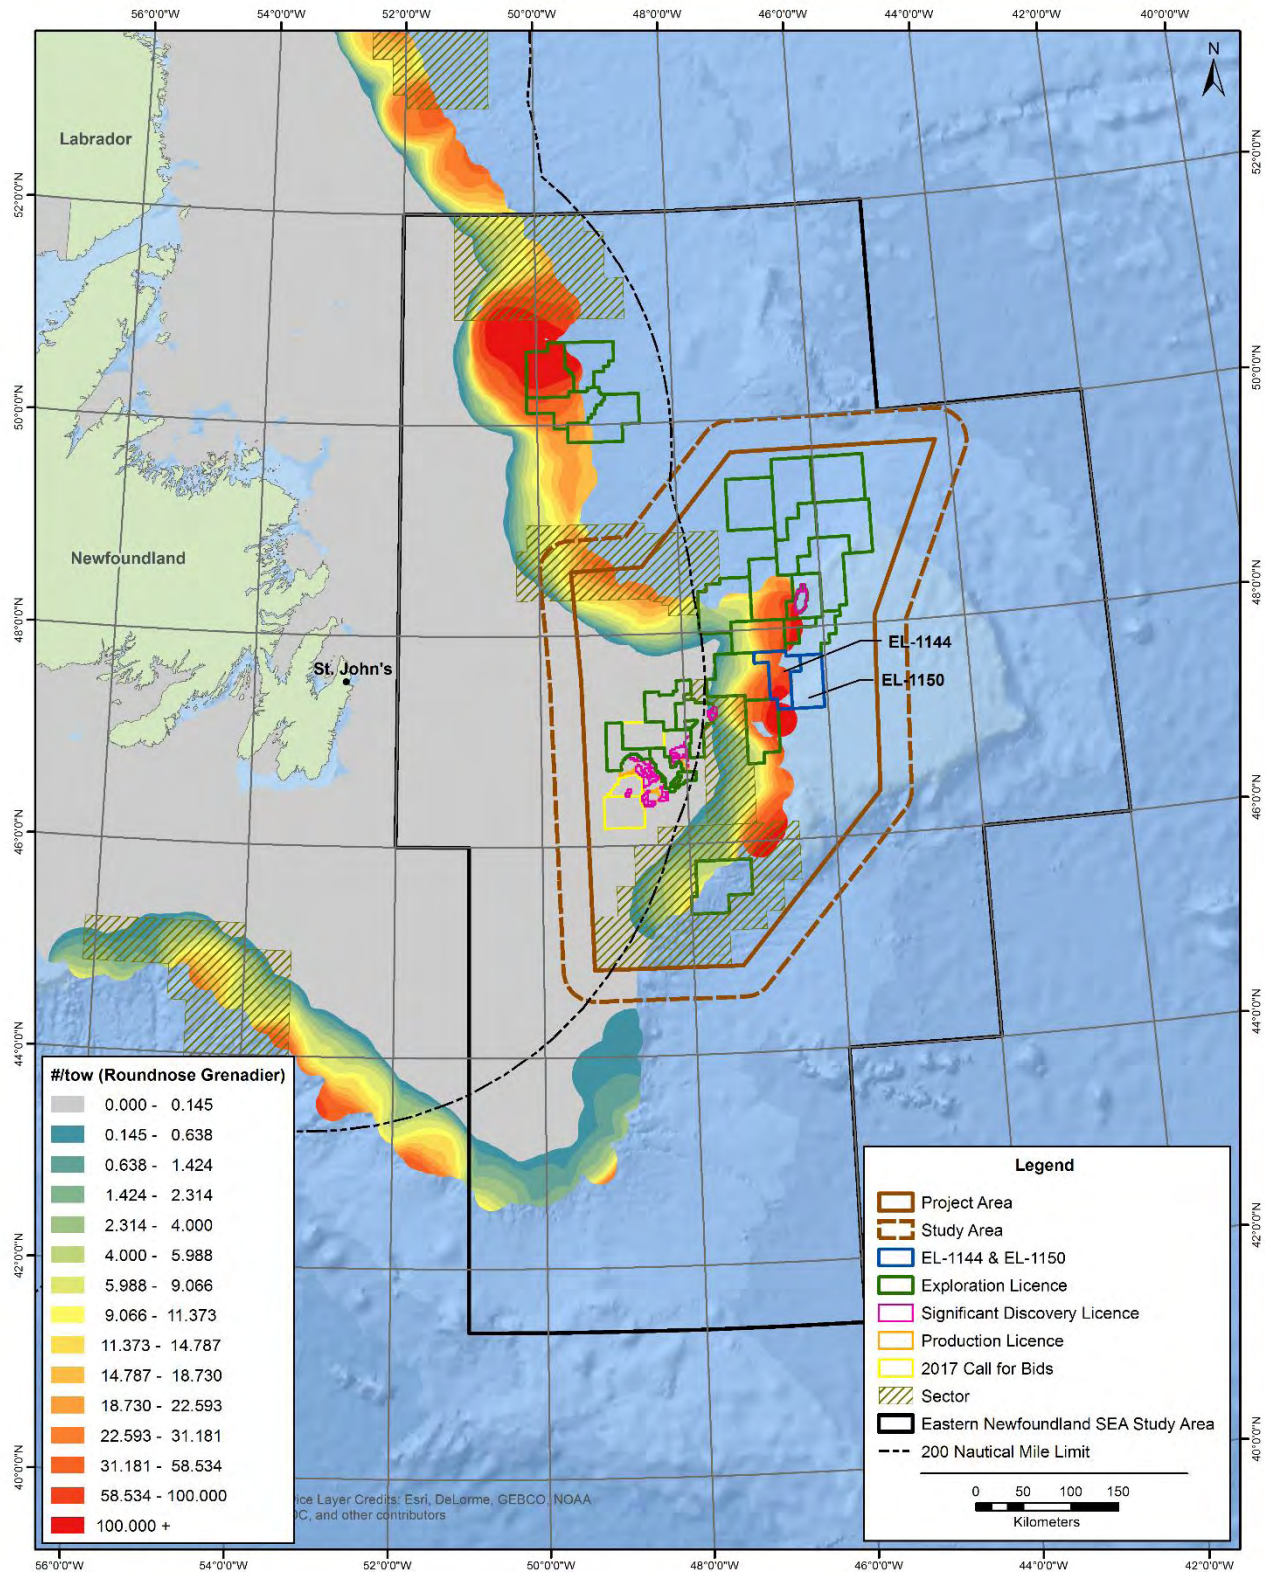 56°0'0"W 54°0'0"W 52°0'0"W 50°0'0"W 48°0'0"W 46°0'0"W 44°0'0"W 42°0'0"W 40°0'0"W
N
Labrador
52°0'0"N
52°0'0"N
50°0'0"N
50°0'0"N
Newfoundland
48°0'0"N
48°0'0"N
EL-1144
St. John's
EL-1150
46°0'0"N
46°0'0"N
44°0'0"N
44°0'0"N
#/tow (Roundnose Grenadier)
0.000 - 0.145
0.145 - 0.638
0.638 - 1.424
1.424 - 2.314
2.314 - 4.000
4.000 - 5.988
5.988 - 9.066
9.066 - 11.373
11.373 - 14.787
14.787 - 18.730
18.730 - 22.593
22.593 - 31.181
31.181 - 58.534
58.534 - 100.000
100.000 +
42°0'0"N
42°0'0"N
40°0'0"N
40°0'0"N
Legend
Project Area
Study Area
EL-1144 & EL-1150
Exploration Licence
Significant Discovery Licence
Production Licence
2017 Call for Bids
Sector
Eastern Newfoundland SEA Study Area
200 Nautical Mile Limit
0 50 100 150
Kilometers
Layer Credits: Esri, DeLorme, GEBCO, NOAA
and other contributors
56°0'0"W 54°0'0"W 52°0'0"W 50°0'0"W 48°0'0"W 46°0'0"W 44°0'0"W 42°0'0"W